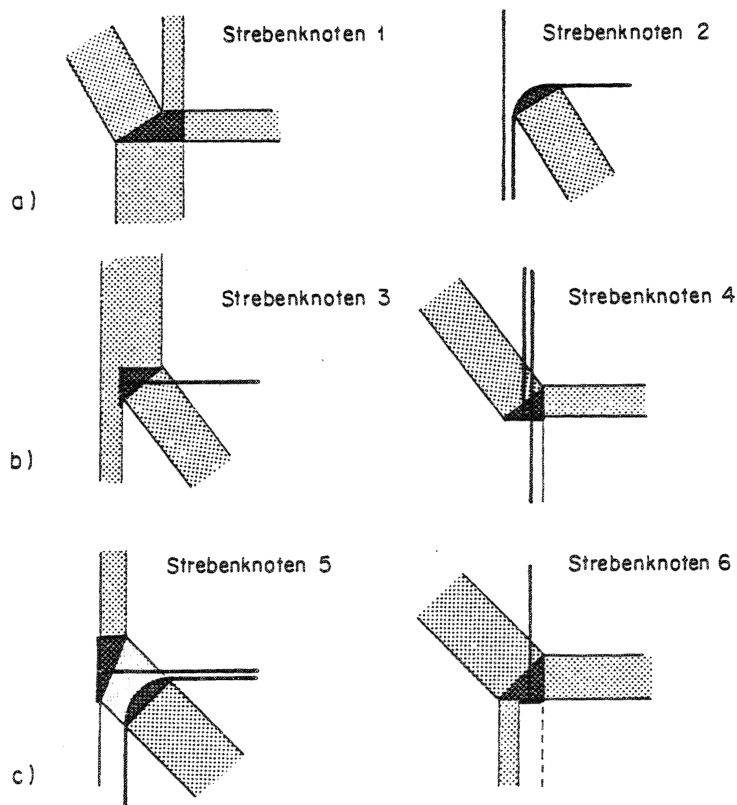 Strebenknoten 1
Strebenknoten 2
a)
Strebenknoten 3
Strebenknoten 4
b)
Strebenknoten 5
Strebenknoten 6
c)